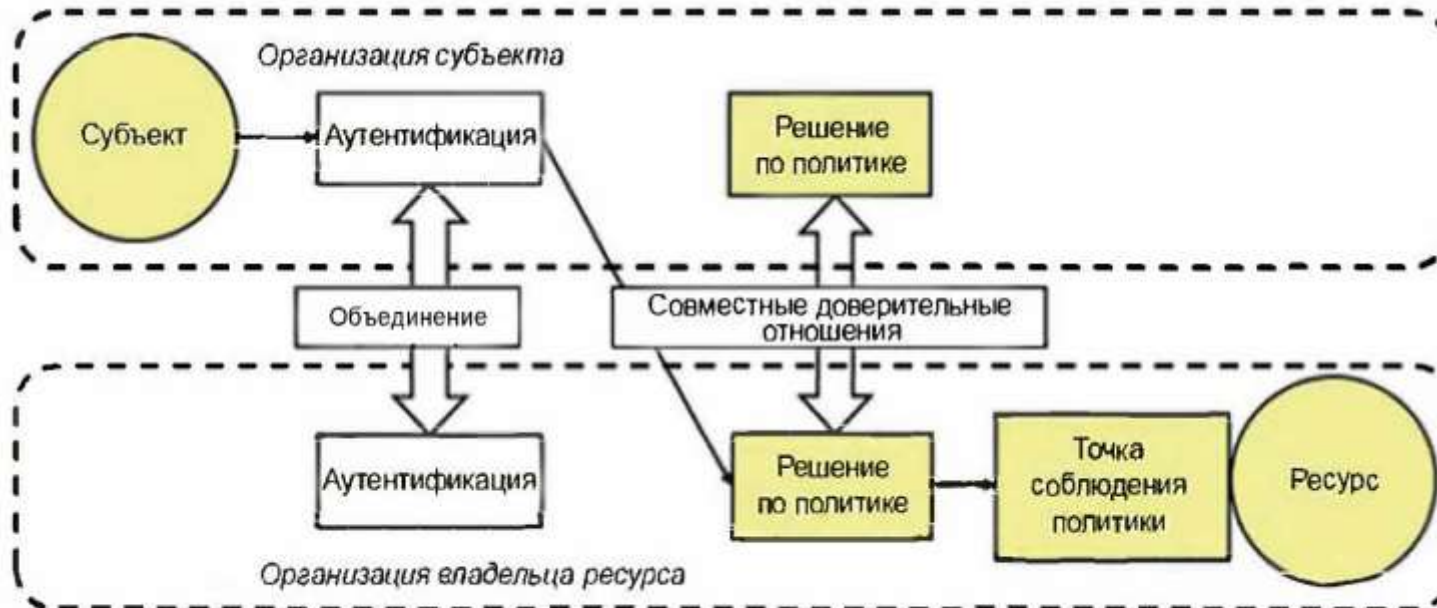 Организация субъекта
Субъект
Аутентификация
Решение
по политике
Объединение
Совместные доверительные
отношения
Аутентификация
Решение
по политике
Точка
соблюдения
политики
Ресурс
Организация владельца ресурса